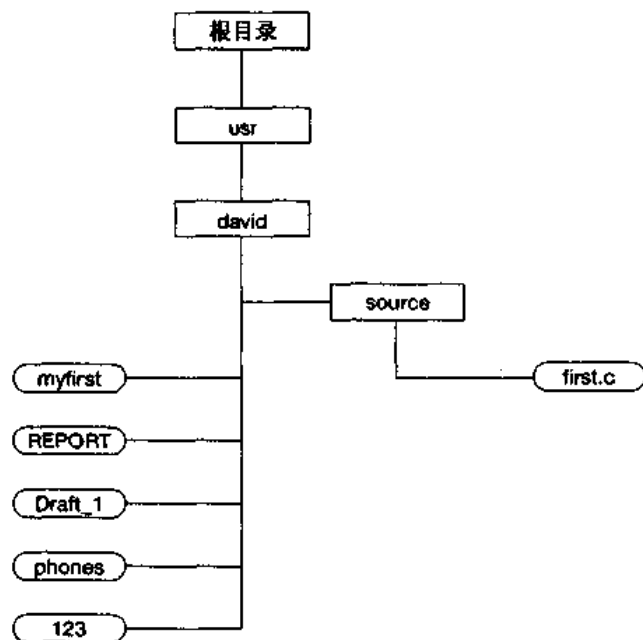 根目录
usr
david
source
myfirst
first.c
REPORT
Draft_1
phones
123